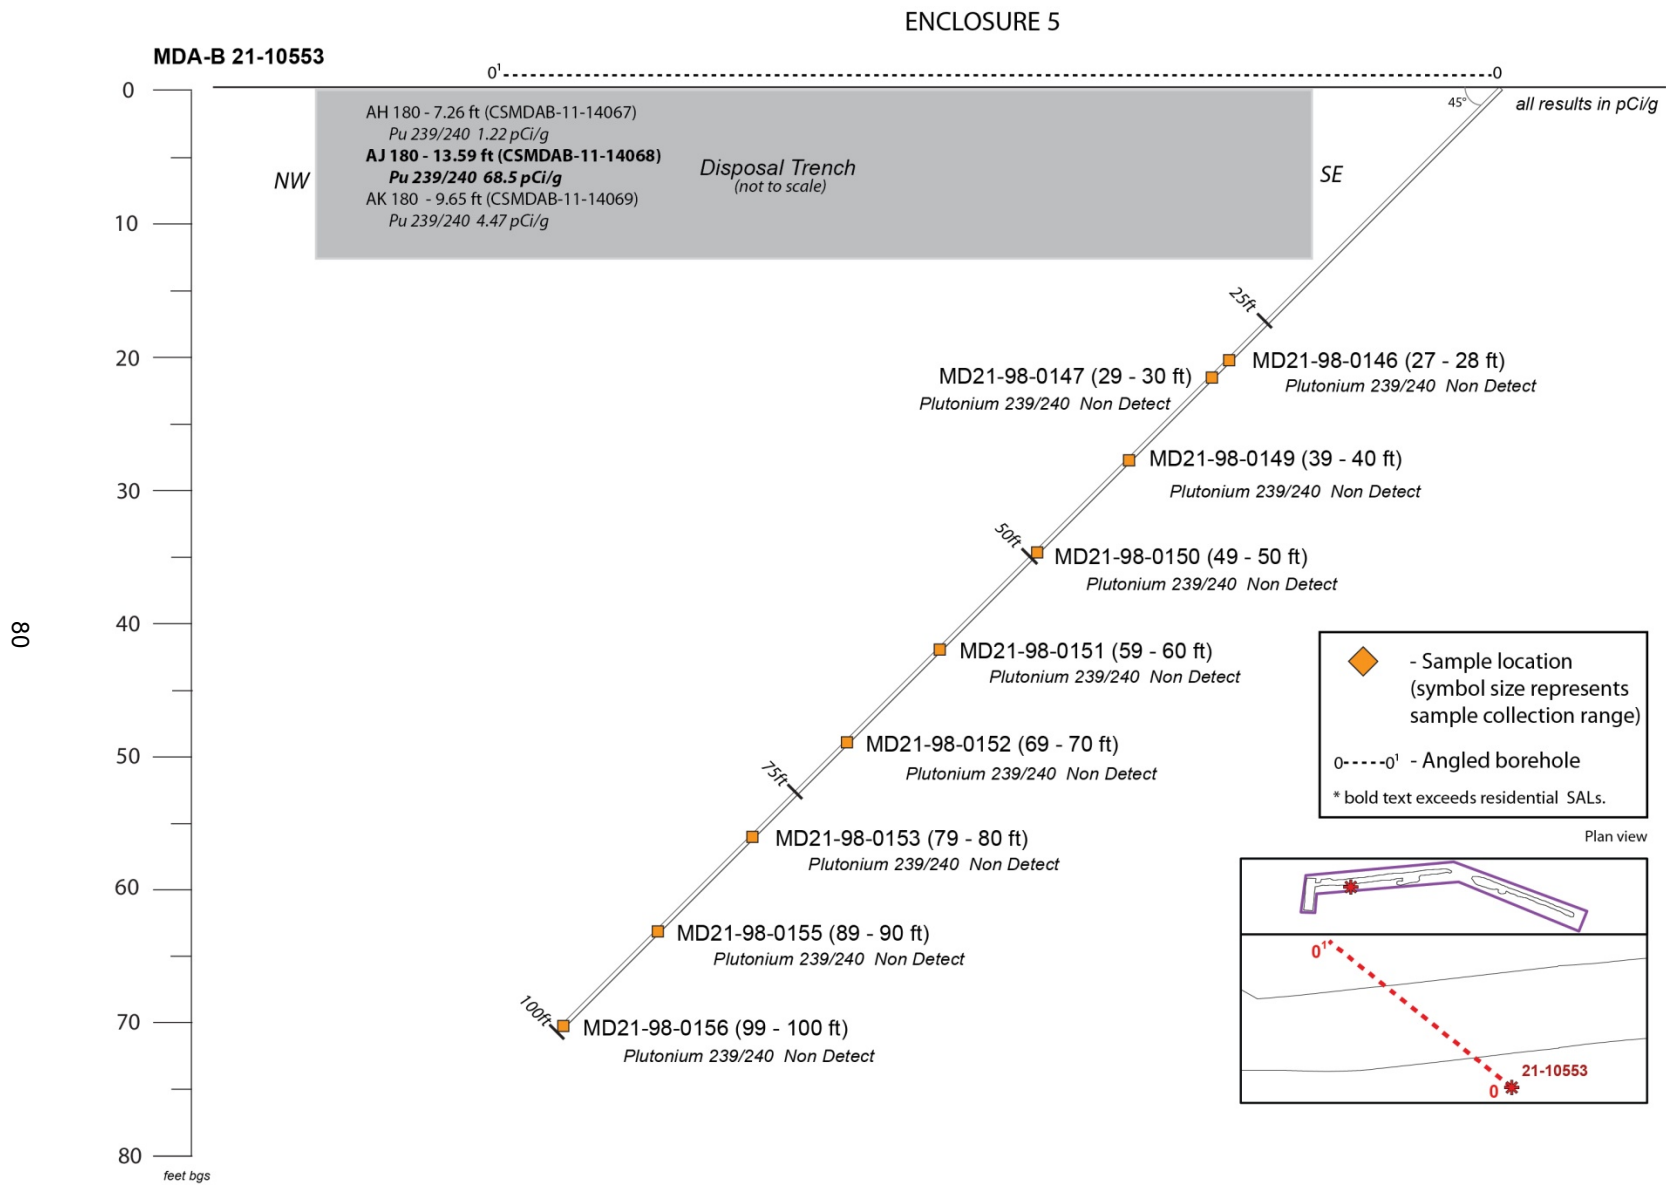 ENCLOSURE 5
MDA-B 21-10553
0¹
0
0
45°
all results in pCi/g
AH 180 - 7.26 ft (CSMDAB-11-14067)
Pu 239/240 1.22 pCi/g
AJ 180 - 13.59 ft (CSMDAB-11-14068)
Pu 239/240 68.5 pCi/g
AK 180 - 9.65 ft (CSMDAB-11-14069)
Pu 239/240 4.47 pCi/g
Disposal Trench
(not to scale)
NW
SE
10
25ft
20
MD21-98-0146 (27 - 28 ft)
Plutonium 239/240 Non Detect
MD21-98-0147 (29 - 30 ft)
Plutonium 239/240 Non Detect
MD21-98-0149 (39 - 40 ft)
Plutonium 239/240 Non Detect
30
50ft
MD21-98-0150 (49 - 50 ft)
Plutonium 239/240 Non Detect
40
80
MD21-98-0151 (59 - 60 ft)
Plutonium 239/240 Non Detect
50
MD21-98-0152 (69 - 70 ft)
Plutonium 239/240 Non Detect
75ft
MD21-98-0153 (79 - 80 ft)
Plutonium 239/240 Non Detect
60
MD21-98-0155 (89 - 90 ft)
Plutonium 239/240 Non Detect
70
100ft
MD21-98-0156 (99 - 100 ft)
Plutonium 239/240 Non Detect
80
feet bgs
- Sample location
(symbol size represents
sample collection range)
0-----0¹ - Angled borehole
* bold text exceeds residential SALs.
Plan view
0¹
21-10553
0